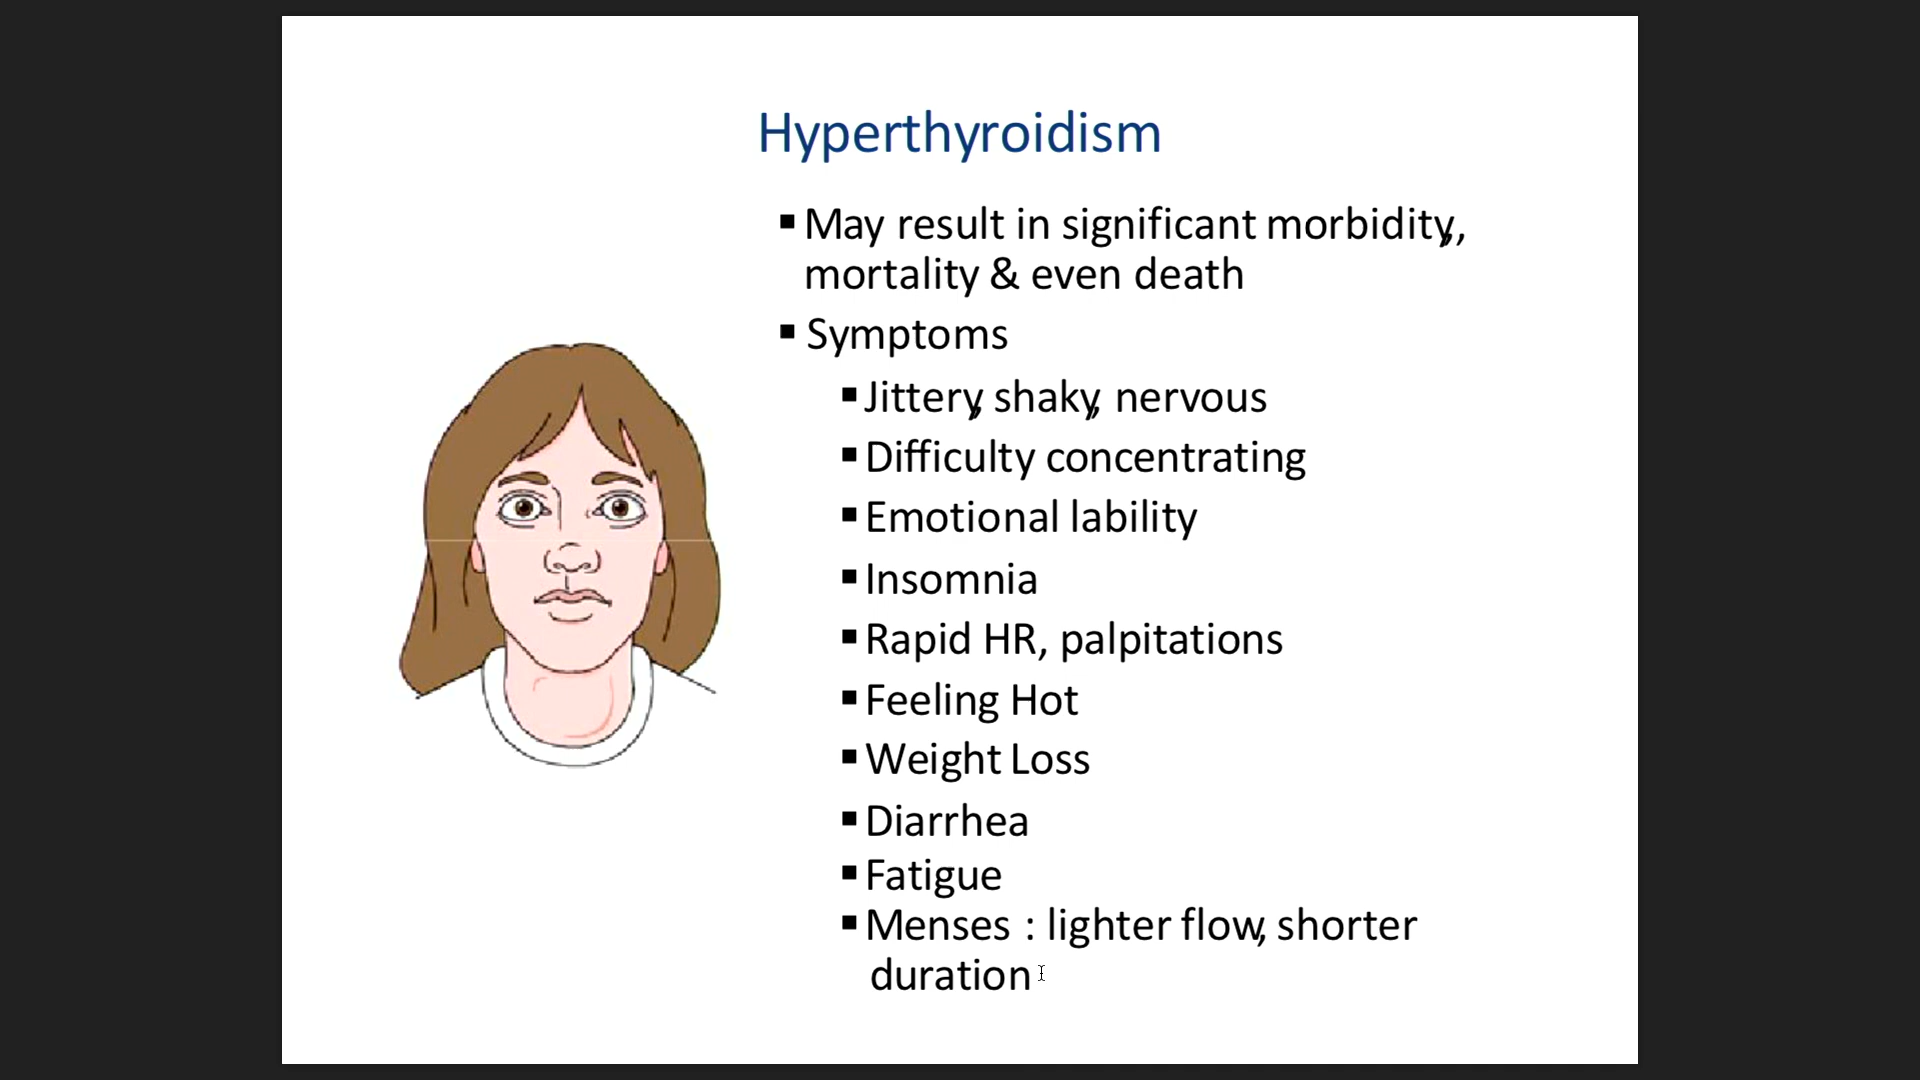 Hyperthyroidism
▪ May result in significant morbidity,,
mortality & even death
▪ Symptoms
▪ Jittery, shaky, nervous
▪ Difficulty concentrating
▪ Emotional lability
▪ Insomnia
▪ Rapid HR, palpitations
▪ Feeling Hot
▪ Weight Loss
▪ Diarrhea
▪ Fatigue
▪ Menses : lighter flow, shorter
duration